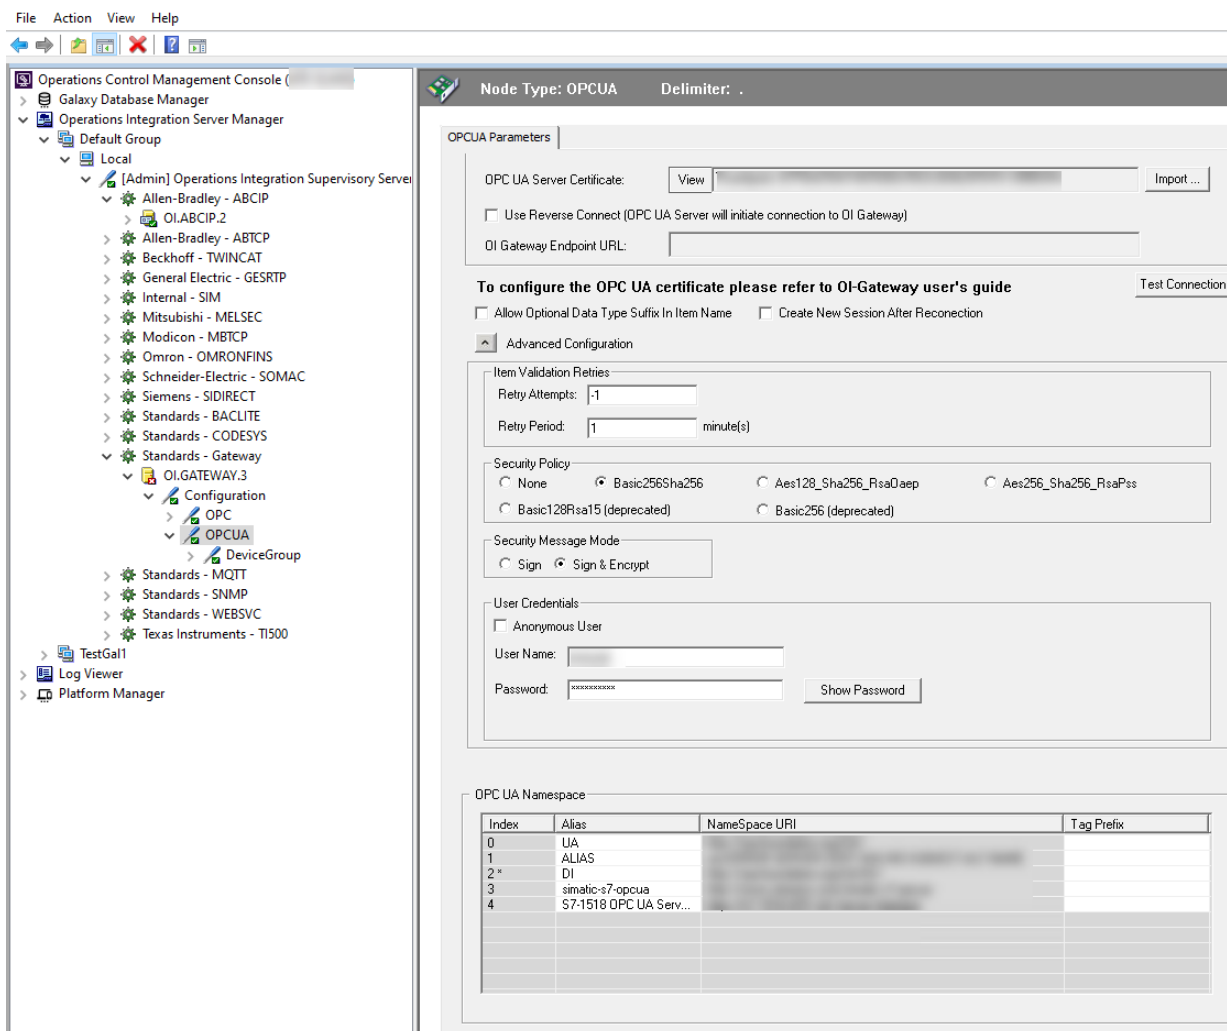 File Action View Help
Operations Control Management Console (
Galaxy Database Manager
Operations Integration Server Manager
Default Group
Local
[Admin] Operations Integration Supervisory Server
Allen-Bradley - ABCIP
OI.ABCIP.2
Allen-Bradley - ABTCP
Beckhoff - TWINCAT
General Electric - GESRTP
Internal - SIM
Mitsubishi - MELSEC
Modicon - MBTCP
Omron - OMRONFINS
Schneider-Electric - SOMAC
Siemens - SIDIRECT
Standards - BACLITE
Standards - CODESYS
Standards - Gateway
OI.GATEWAY.3
Configuration
OPC
OPCUA
DeviceGroup
Standards - MQTT
Standards - SNMP
Standards - WEBSVC
Texas Instruments - TI500
TestGal1
Log Viewer
Platform Manager
Node Type: OPCUA Delimiter: .
OPCUA Parameters
OPC UA Server Certificate: View Import ...
Use Reverse Connect (OPC UA Server will initiate connection to OI Gateway)
OI Gateway Endpoint URL:
To configure the OPC UA certificate please refer to OI-Gateway user's guide Test Connection
Allow Optional Data Type Suffix In Item Name Create New Session After Reconection
^ Advanced Configuration
Item Validation Retries
Retry Attempts: -1
Retry Period: 1 minute(s)
Security Policy
None Basic256Sha256 Aes128_Sha256_RsaOaep Aes256_Sha256_RsaPss
Basic128Rsa15 (deprecated) Basic256 (deprecated)
Security Message Mode
Sign Sign & Encrypt
User Credentials
Anonymous User
User Name:
Password: ********** Show Password
OPC UA Namespace
Index Alias NameSpace URI Tag Prefix
0 UA
1 ALIAS
2 * DI
3 simatic-s7-opcua
4 S7-1518 OPC UA Serv...